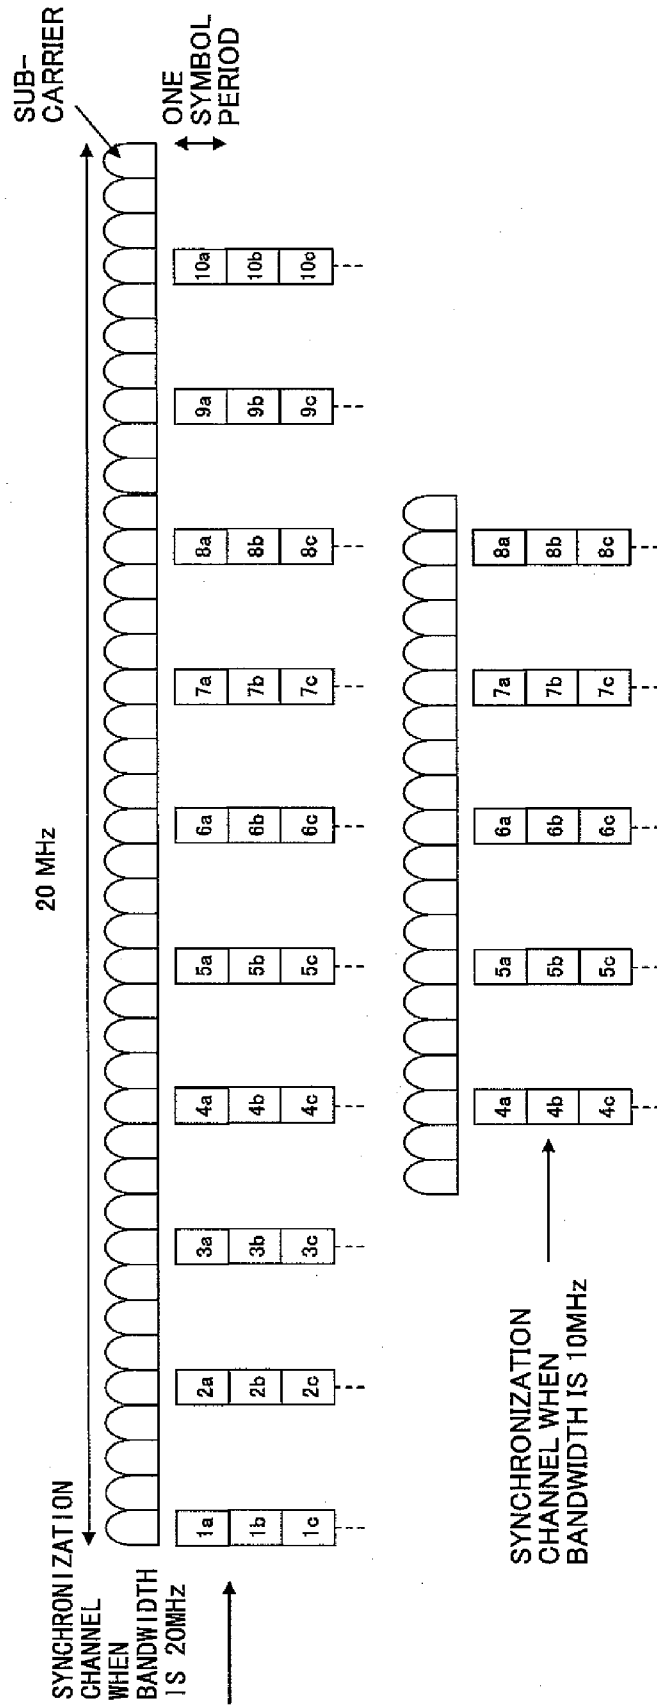 SUB-
CARRIER
20 MHz
SYNCHRONIZATION
CHANNEL
WHEN
BANDWIDTH
IS 20MHz
ONE
SYMBOL
PERIOD
1a 2a 3a 4a 5a 6a 7a 8a 9a 10a
1b 2b 3b 4b 5b 6b 7b 8b 9b 10b
1c 2c 3c 4c 5c 6c 7c 8c 9c 10c
4a 5a 6a 7a 8a
4b 5b 6b 7b 8b
4c 5c 6c 7c 8c
SYNCHRONIZATION
CHANNEL WHEN
BANDWIDTH IS 10MHz